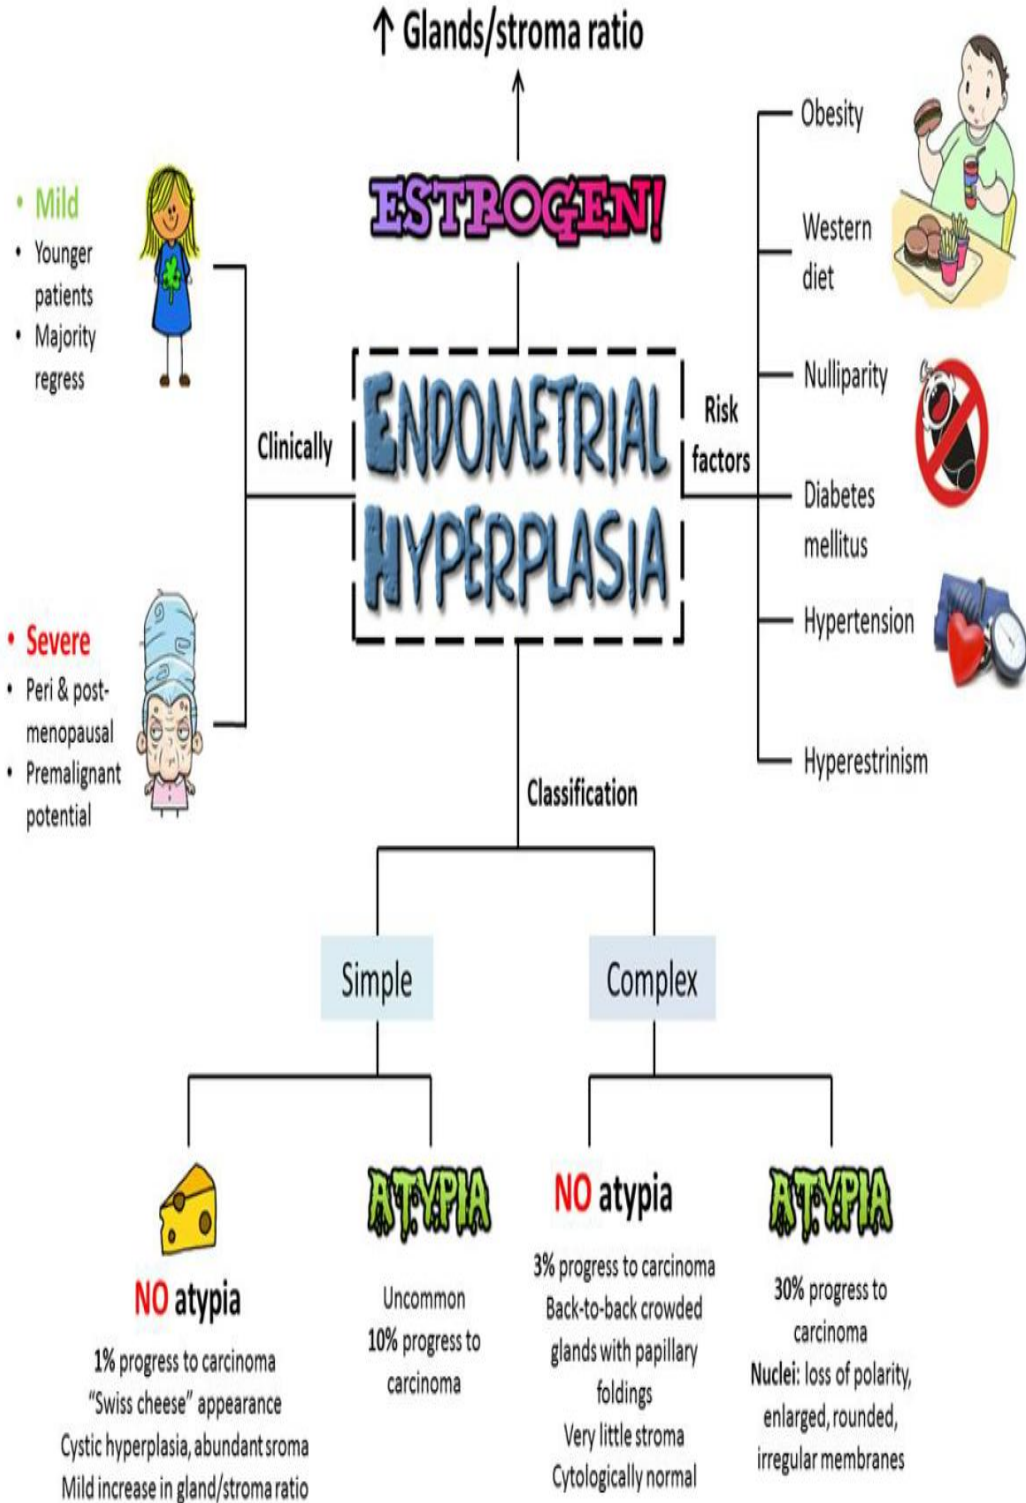 ↑ Glands/stroma ratio
ESTROGEN!
ENDOMETRIAL
HYPERPLASIA
Clinically
• Mild
• Younger
patients
• Majority
regress
• Severe
• Peri & post-
menopausal
• Premalignant
potential
Risk
factors
Obesity
Western
diet
Nulliparity
Diabetes
mellitus
Hypertension
Hyperestrinism
Classification
Simple
NO atypia
1% progress to carcinoma
"Swiss cheese" appearance
Cystic hyperplasia, abundant sroma
Mild increase in gland/stroma ratio
ATYPIA
Uncommon
10% progress to
carcinoma
Complex
NO atypia
3% progress to carcinoma
Back-to-back crowded
glands with papillary
foldings
Very little stroma
Cytologically normal
ATYPIA
30% progress to
carcinoma
Nuclei: loss of polarity,
enlarged, rounded,
irregular membranes